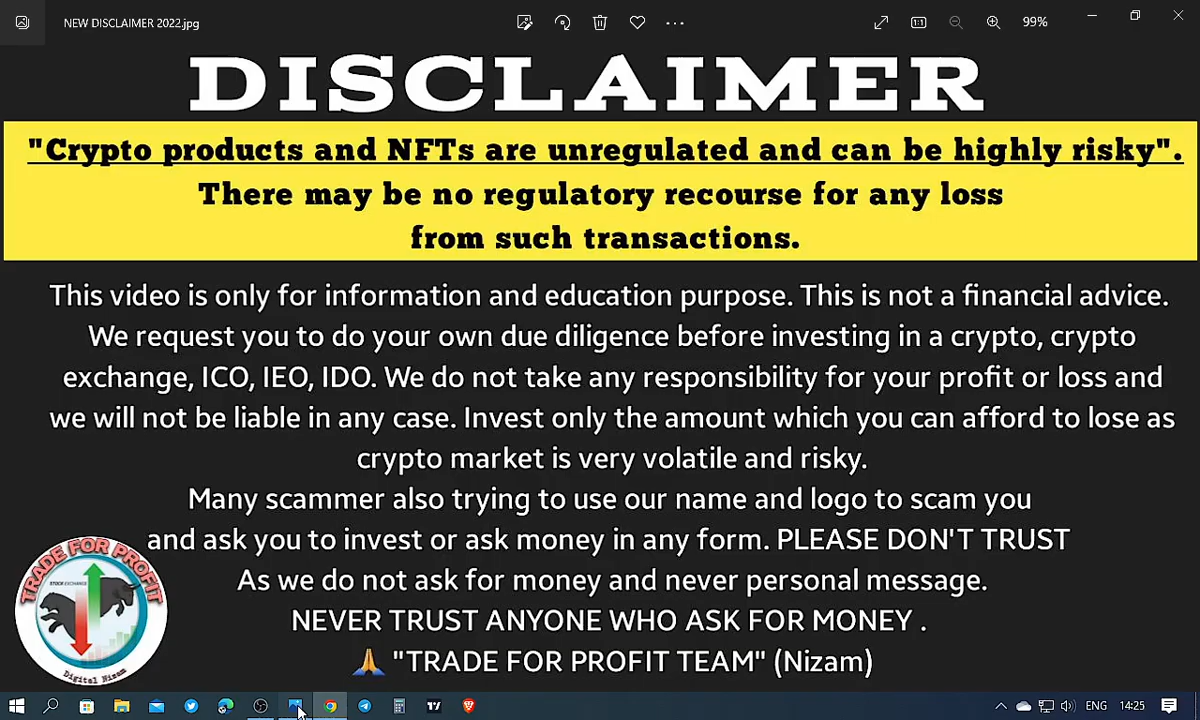 NEW DISCLAIMER 2022.jpg
99%
DISCLAIMER
"Crypto products and NFTs are unregulated and can be highly risky".
There may be no regulatory recourse for any loss
from such transactions.
This video is only for information and education purpose. This is not a financial advice.
We request you to do your own due diligence before investing in a crypto, crypto
exchange, ICO, IEO, IDO. We do not take any responsibility for your profit or loss and
we will not be liable in any case. Invest only the amount which you can afford to lose as
crypto market is very volatile and risky.
Many scammer also trying to use our name and logo to scam you
and ask you to invest or ask money in any form. PLEASE DON'T TRUST
As we do not ask for money and never personal message.
NEVER TRUST ANYONE WHO ASK FOR MONEY .
🙏 "TRADE FOR PROFIT TEAM" (Nizam)
TRADE FOR PROFIT
STOCK EXCHANGE
Digital Nizam
ENG 14:25